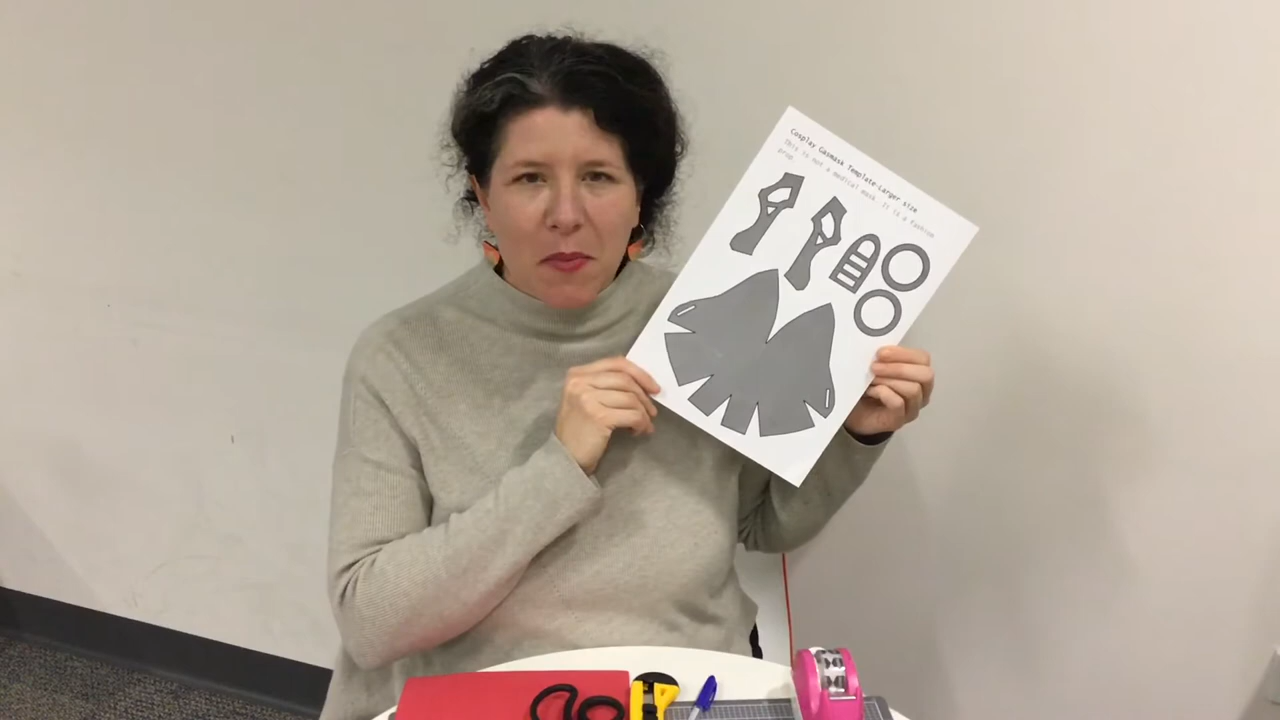 Cosplay Gasmask Template-Larger size
This is not a medical mask. It is a fashion
prop.